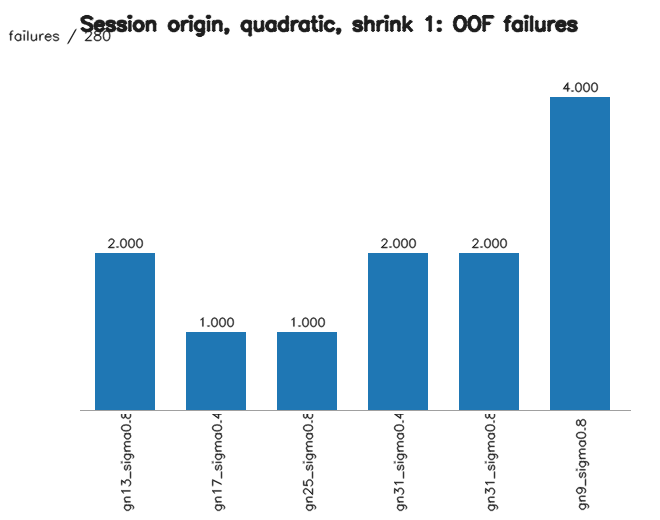 Session origin, quadratic, shrink 1: OOF failures
failures / 280
4.000
2.000
2.000
2.000
1.000
1.000
gn13_sigma0.8
gn17_sigma0.4
gn25_sigma0.8
gn31_sigma0.4
gn31_sigma0.8
gn9_sigma0.8